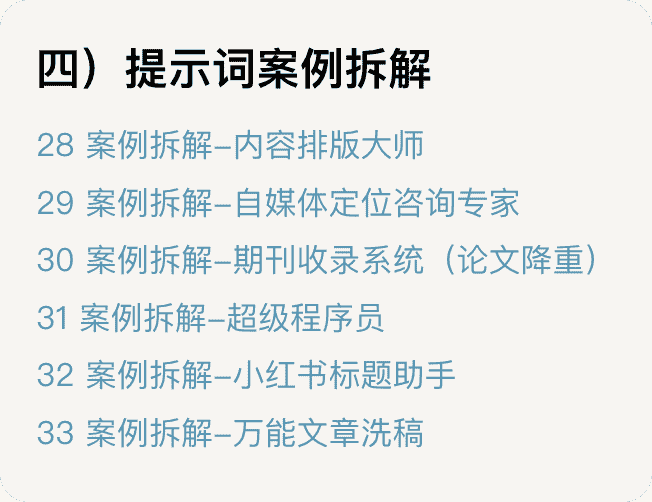 四）提示词案例拆解
28 案例拆解-内容排版大师
29 案例拆解-自媒体定位咨询专家
30 案例拆解-期刊收录系统（论文降重）
31 案例拆解-超级程序员
32 案例拆解-小红书标题助手
33 案例拆解-万能文章洗稿